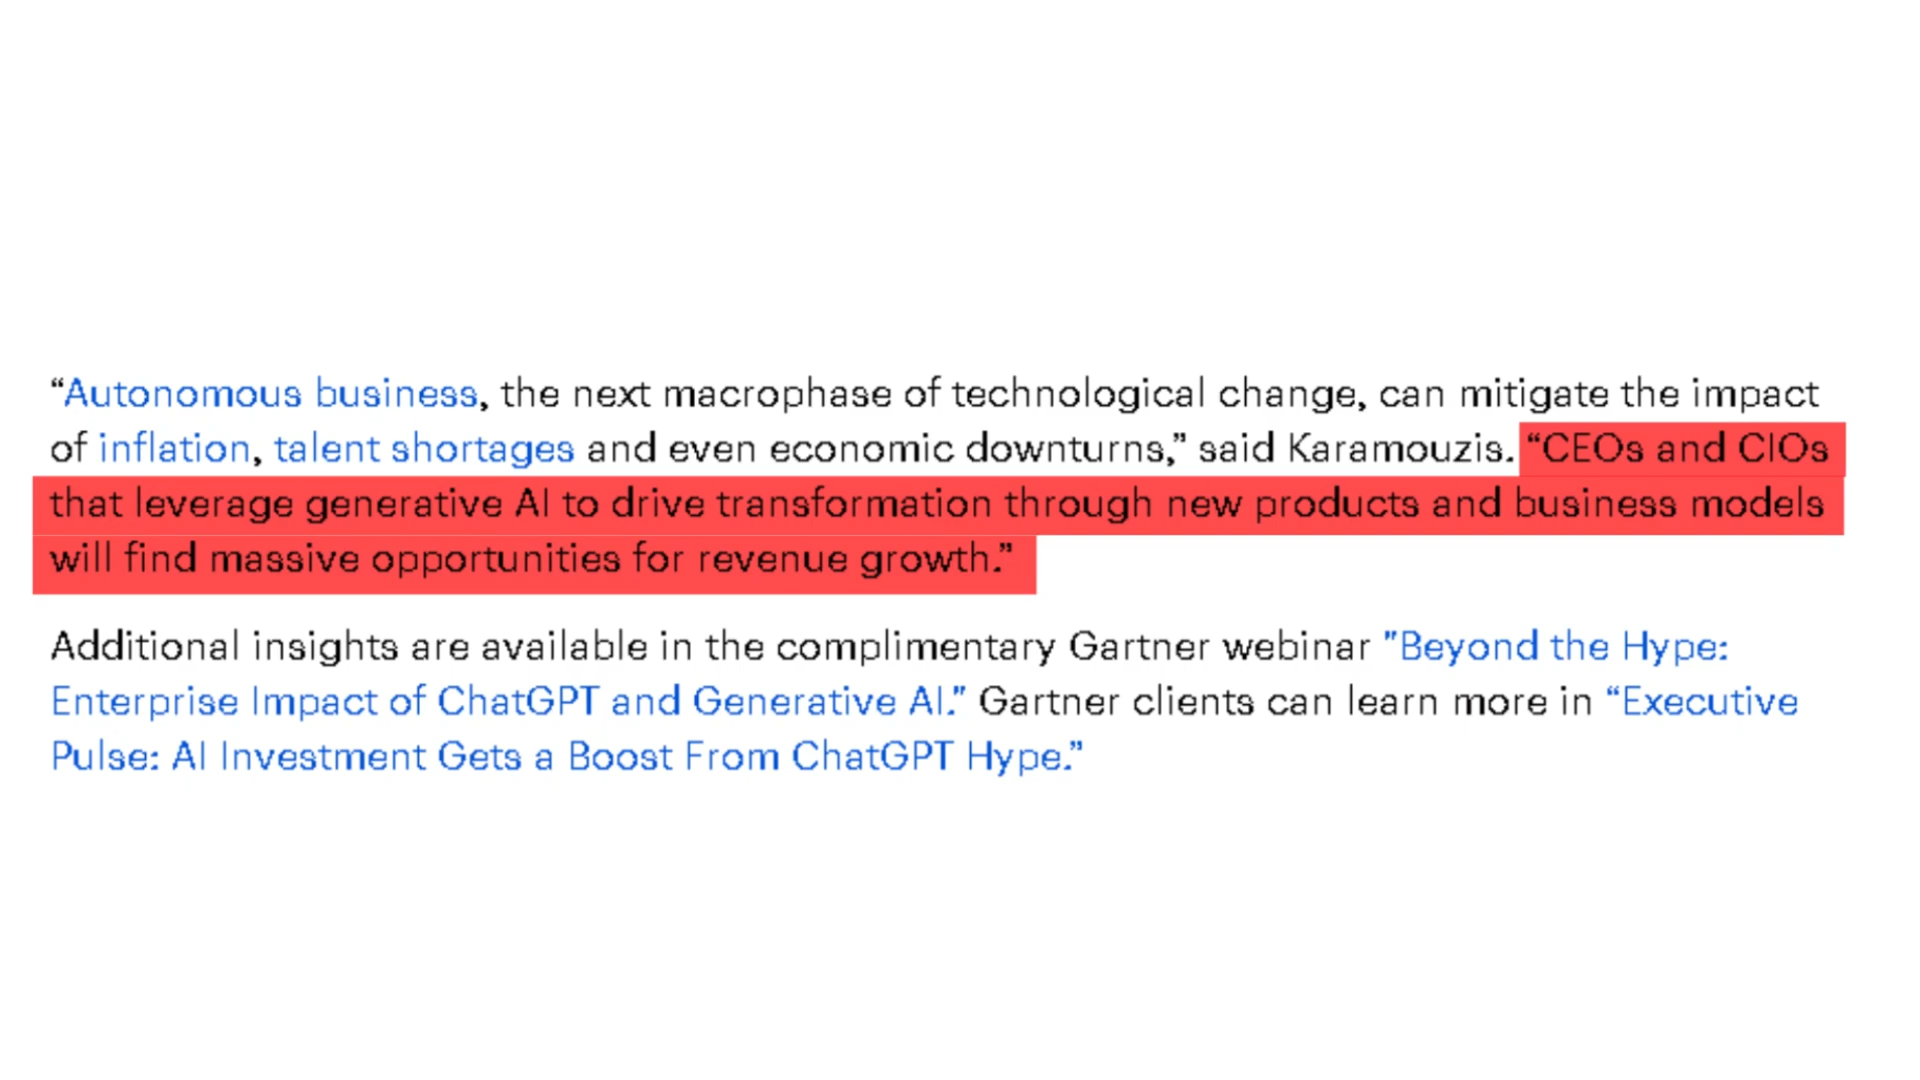 “Autonomous business, the next macrophase of technological change, can mitigate the impact
of inflation, talent shortages and even economic downturns,” said Karamouzis. “CEOs and CIOs
that leverage generative AI to drive transformation through new products and business models
will find massive opportunities for revenue growth.”
Additional insights are available in the complimentary Gartner webinar "Beyond the Hype:
Enterprise Impact of ChatGPT and Generative AI." Gartner clients can learn more in “Executive
Pulse: AI Investment Gets a Boost From ChatGPT Hype.”